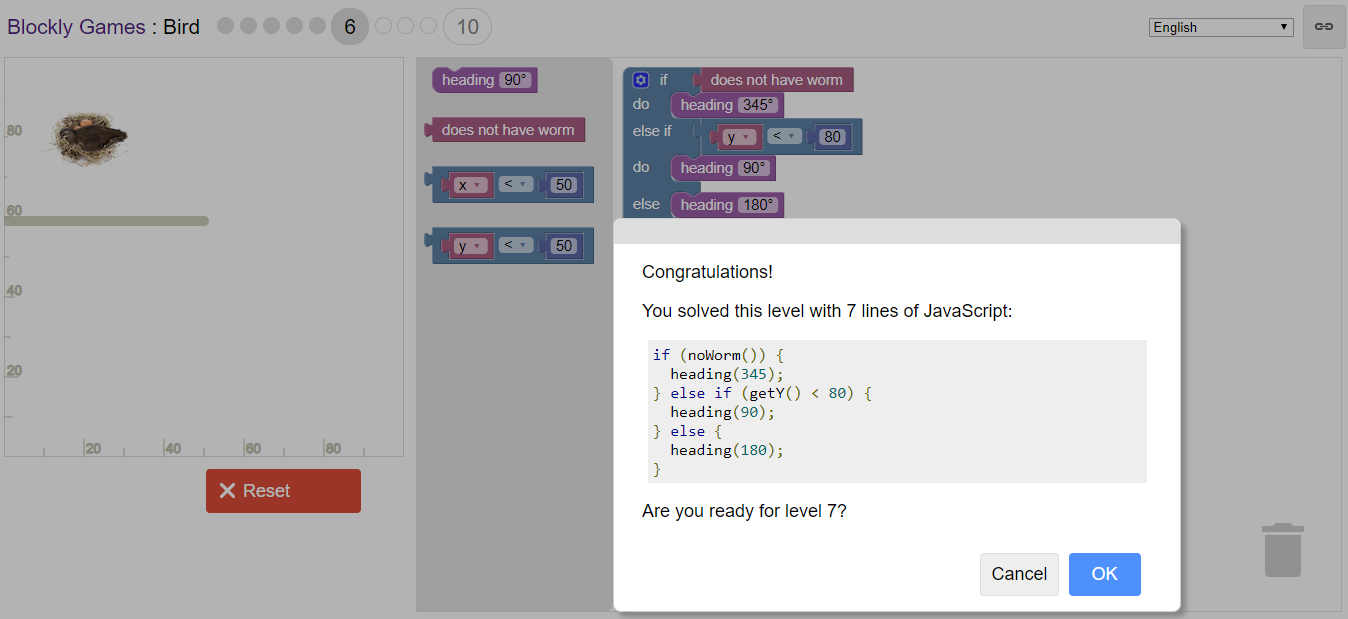 Blockly Games : Bird
6
10
English
80
60
40
20
20
40
60
80
Reset
heading 90°
does not have worm
x < 50
y < 50
if does not have worm
do heading 345°
else if y < 80
do heading 90°
else heading 180°
Congratulations!
You solved this level with 7 lines of JavaScript:
if (noWorm()) {
  heading(345);
} else if (getY() < 80) {
  heading(90);
} else {
  heading(180);
}
Are you ready for level 7?
Cancel
OK